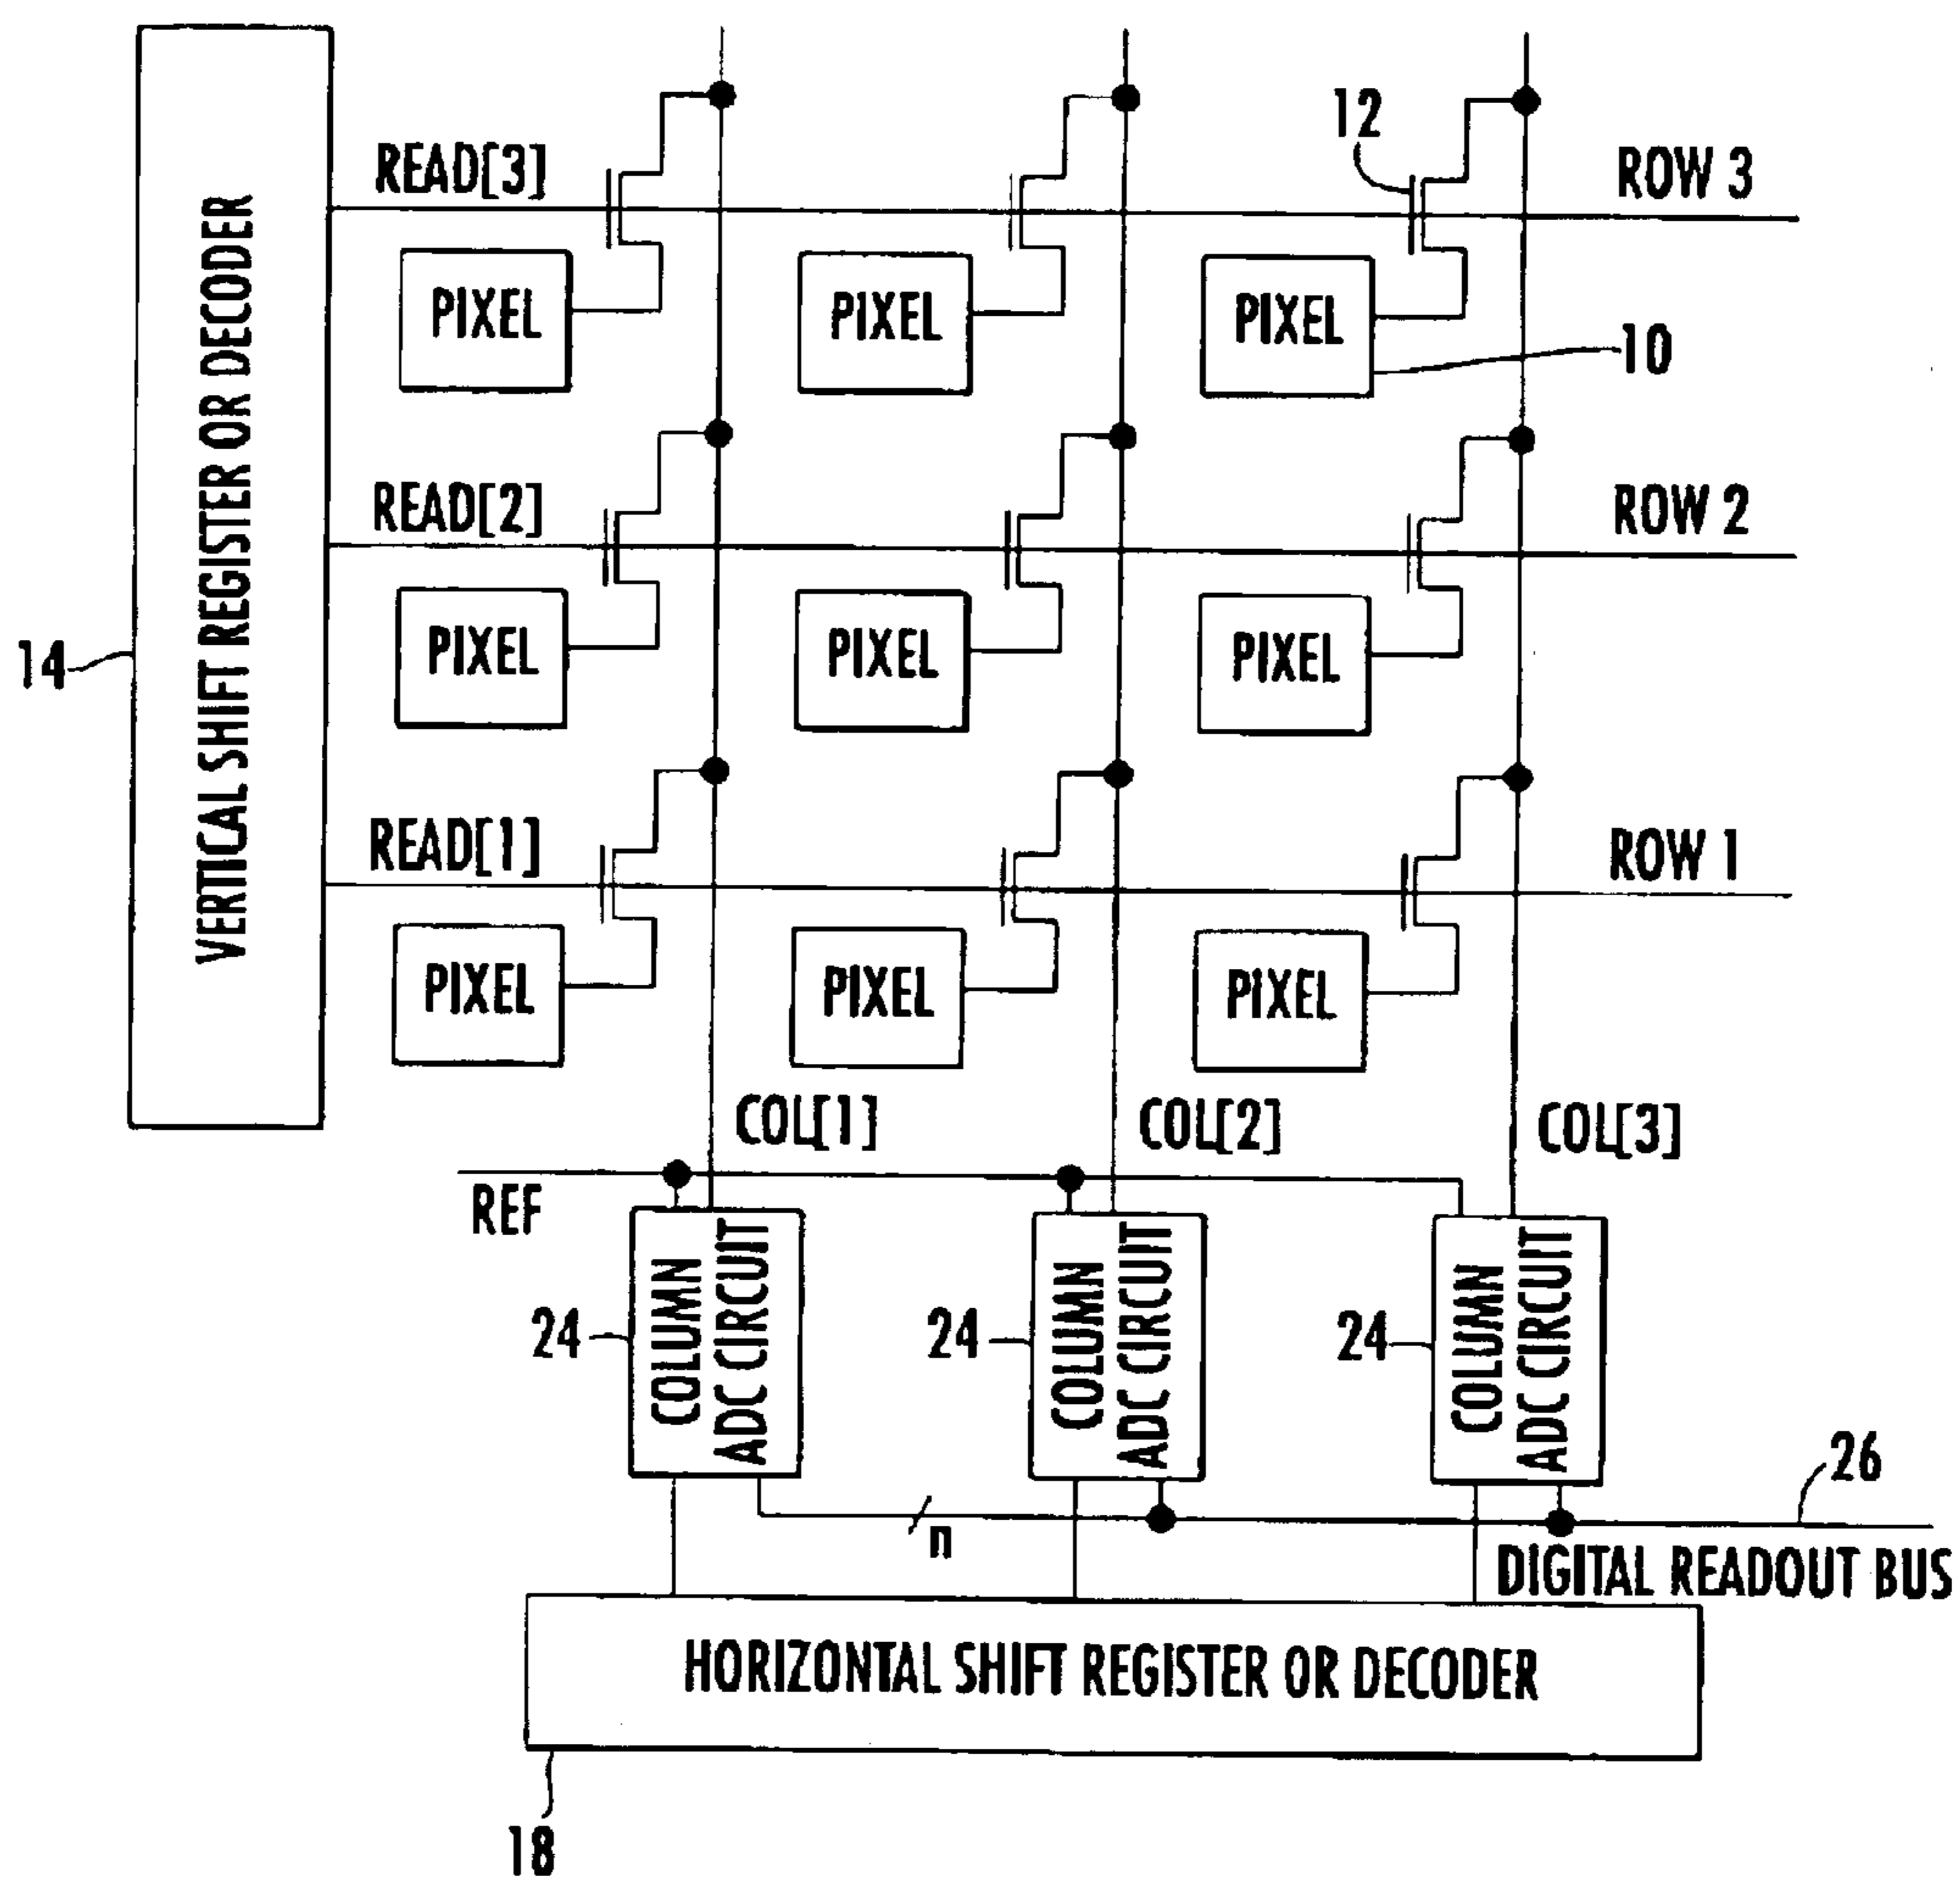 12
READ[3]
ROW 3
PIXEL
PIXEL
PIXEL
10
READ[2]
ROW 2
PIXEL
PIXEL
PIXEL
14
VERTICAL SHIFT REGISTER OR DECODER
READ[1]
ROW 1
PIXEL
PIXEL
PIXEL
COL[1]
COL[2]
COL[3]
REF
24
COLUMN
ADC CIRCUIT
24
COLUMN
ADC CIRCUIT
24
COLUMN
ADC CIRCUIT
26
n
DIGITAL READOUT BUS
HORIZONTAL SHIFT REGISTER OR DECODER
18